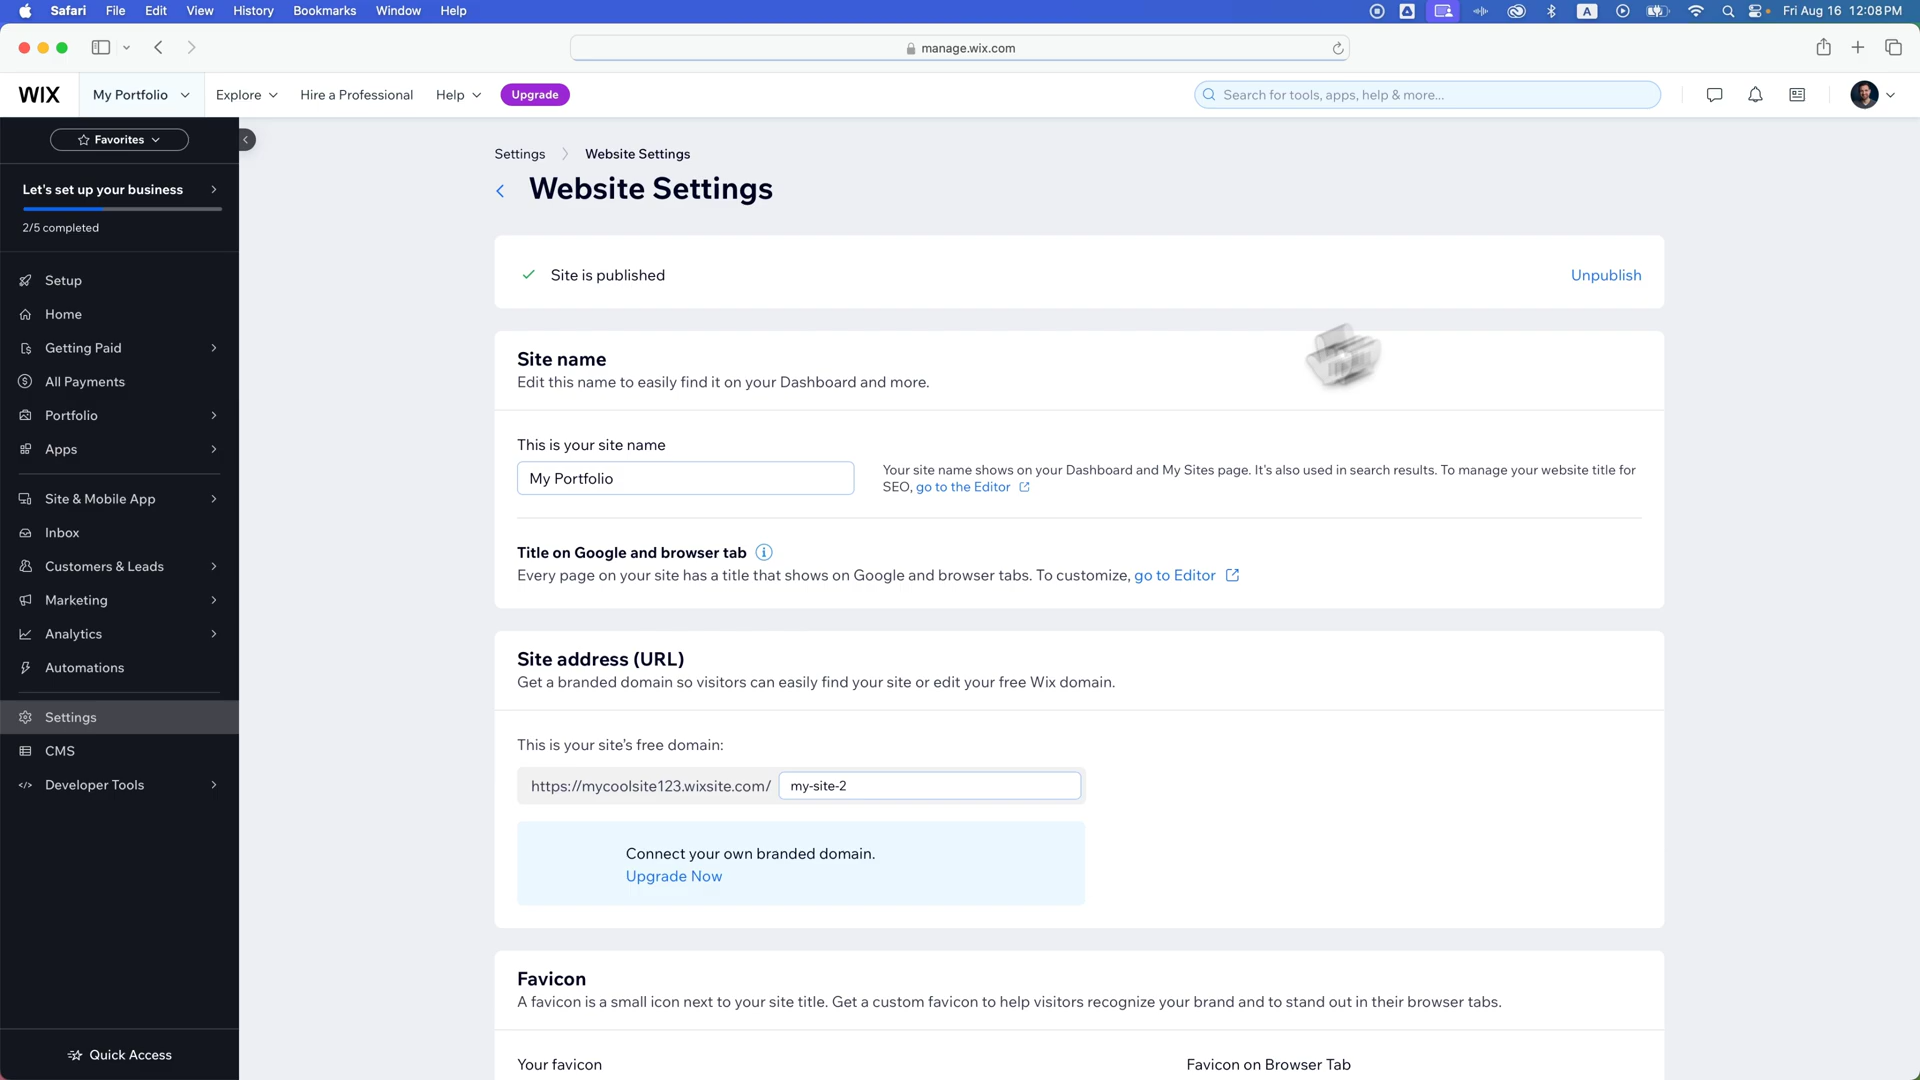 Safari File Edit View History Bookmarks Window Help
A
Fri Aug 16 12:08 PM
manage.wix.com
WIX
My Portfolio
Explore
Hire a Professional
Help
Upgrade
Search for tools, apps, help & more...
Favorites
Let's set up your business
2/5 completed
Setup
Home
Getting Paid
All Payments
Portfolio
Apps
Site & Mobile App
Inbox
Customers & Leads
Marketing
Analytics
Automations
Settings
CMS
Developer Tools
Quick Access
Settings
Website Settings
Website Settings
Site is published
Unpublish
Site name
Edit this name to easily find it on your Dashboard and more.
This is your site name
My Portfolio
Your site name shows on your Dashboard and My Sites page. It's also used in search results. To manage your website title for
SEO, go to the Editor
Title on Google and browser tab
Every page on your site has a title that shows on Google and browser tabs. To customize, go to Editor
Site address (URL)
Get a branded domain so visitors can easily find your site or edit your free Wix domain.
This is your site's free domain:
https://mycoolsite123.wixsite.com/
my-site-2
Connect your own branded domain.
Upgrade Now
Favicon
A favicon is a small icon next to your site title. Get a custom favicon to help visitors recognize your brand and to stand out in their browser tabs.
Your favicon
Favicon on Browser Tab